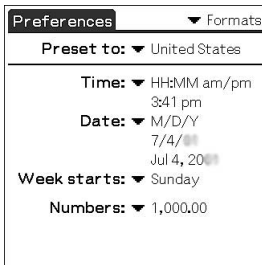 Preferences ▼ Formats
Preset to: ▼ United States
Time: ▼ HH:MM am/pm
3:41 pm
Date: ▼ M/D/Y
7/4/
Jul 4,
Week starts: ▼ Sunday
Numbers: ▼ 1,000.00